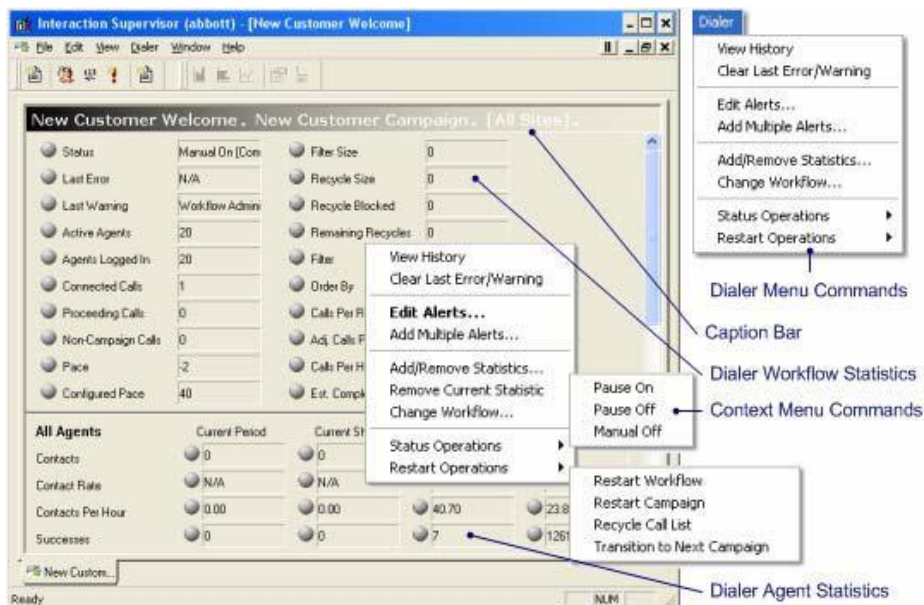 Interaction Supervisor (abbott) - [New Customer Welcome]
File Edit View Dialer Window Help
New Customer Welcome. New Customer Campaign. [All Sites].
Status Manual On (Com Filter Size 0
Last Error N/A Recycle Size 0
Last Warning Workflow Admini Recycle Blocked 0
Active Agents 20 Remaining Recycles 0
Agents Logged In 20 Filter
Connected Calls 1 Order By
Proceeding Calls 0 Calls Per H
Non-Campaign Calls 0 Adj. Calls P
Pace -2 Calls Per H
Configured Pace 40 Est. Comple
All Agents Current Period Current Sh
Contacts 0 0
Contact Rate N/A N/A
Contacts Per Hour 0.00 0.00 40.70 23.8
Successes 0 0 7 1261
New Custom...
Ready NUM
View History
Clear Last Error/Warning
Edit Alerts...
Add Multiple Alerts...
Add/Remove Statistics...
Remove Current Statistic
Change Workflow...
Status Operations
Restart Operations
Pause On
Pause Off
Manual Off
Restart Workflow
Restart Campaign
Recycle Call List
Transition to Next Campaign
Dialer
View History
Clear Last Error/Warning
Edit Alerts...
Add Multiple Alerts...
Add/Remove Statistics...
Change Workflow...
Status Operations
Restart Operations
Dialer Menu Commands
Caption Bar
Dialer Workflow Statistics
Context Menu Commands
Dialer Agent Statistics